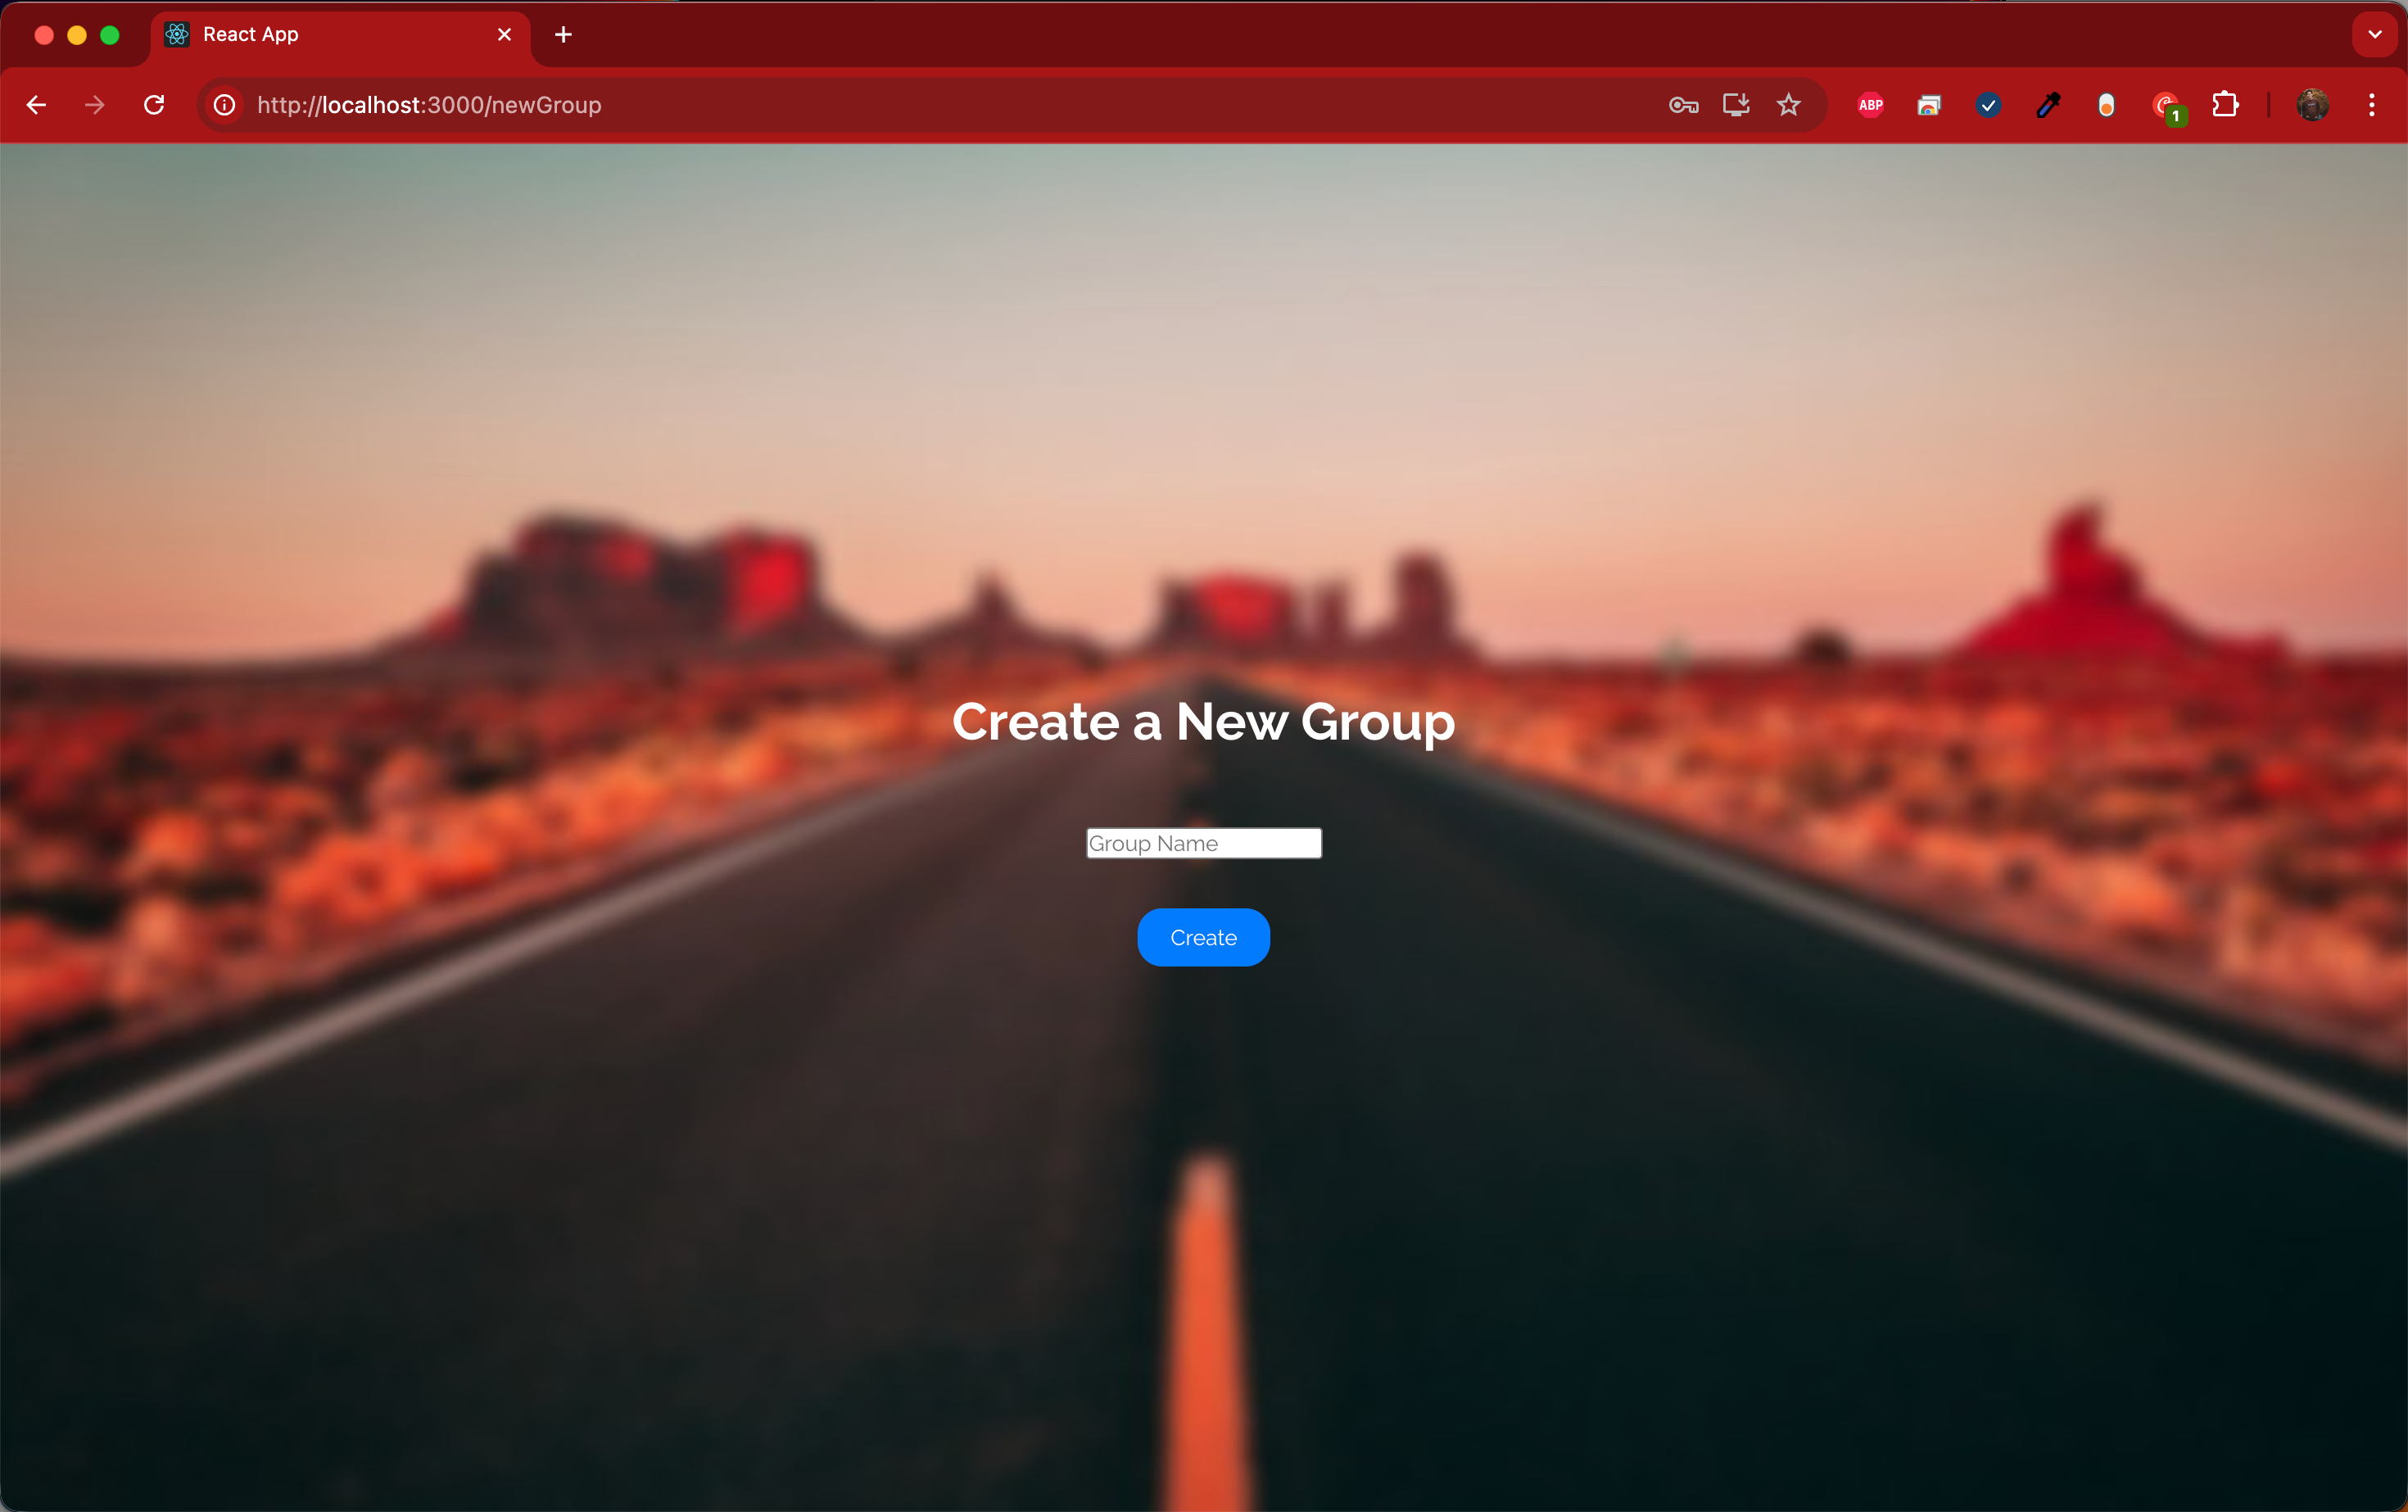 React App
http://localhost:3000/newGroup
ABP
1
Create a New Group
Group Name
Create